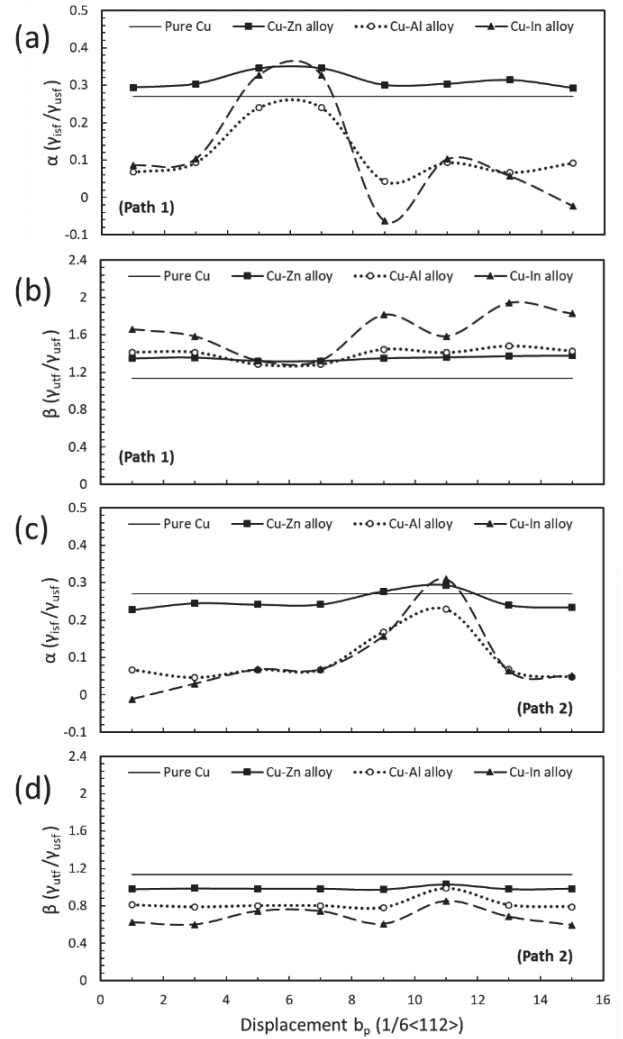 (a)
Pure Cu Cu-Zn alloy Cu-Al alloy Cu-In alloy
0.5
0.4
0.3
0.2
0.1
0
-0.1
α (γisf/γusf)
(Path 1)
(b)
Pure Cu Cu-Zn alloy Cu-Al alloy Cu-In alloy
2.4
2
1.6
1.2
0.8
0.4
0
β (γutf/γusf)
(Path 1)
(c)
Pure Cu Cu-Zn alloy Cu-Al alloy Cu-In alloy
0.5
0.4
0.3
0.2
0.1
0
-0.1
α (γisf/γusf)
(Path 2)
(d)
Pure Cu Cu-Zn alloy Cu-Al alloy Cu-In alloy
2.4
2
1.6
1.2
0.8
0.4
0
β (γutf/γusf)
(Path 2)
0 2 4 6 8 10 12 14 16
Displacement bp (1/6<112>)